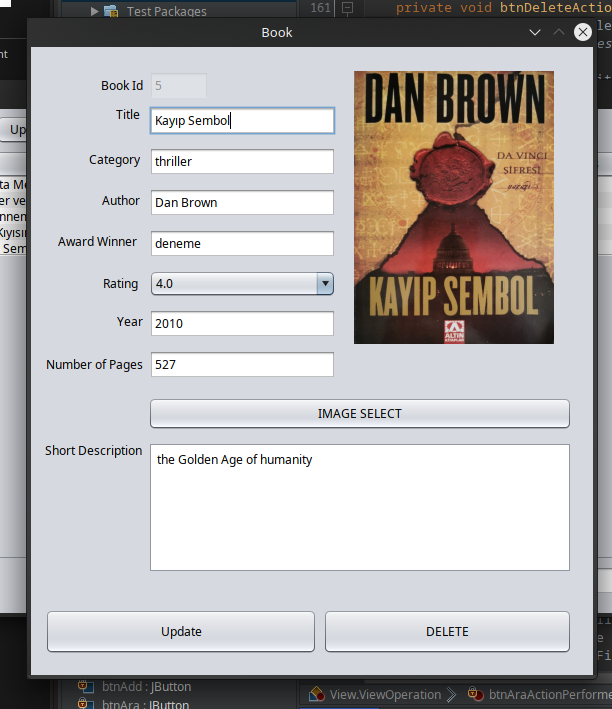 Test Packages
161
private void btnDeleteActio
Book
Book Id
5
Title
Kayıp Sembol
Category
thriller
Author
Dan Brown
Award Winner
deneme
Rating
4.0
Year
2010
Number of Pages
527
DAN BROWN
DA VINCI
ŞİFRESİ
KAYIP SEMBOL
ALTIN
IMAGE SELECT
Short Description
the Golden Age of humanity
Update
DELETE
btnAdd : JButton
btnAra : JButton
View.ViewOperation
btnAraActionPerforme